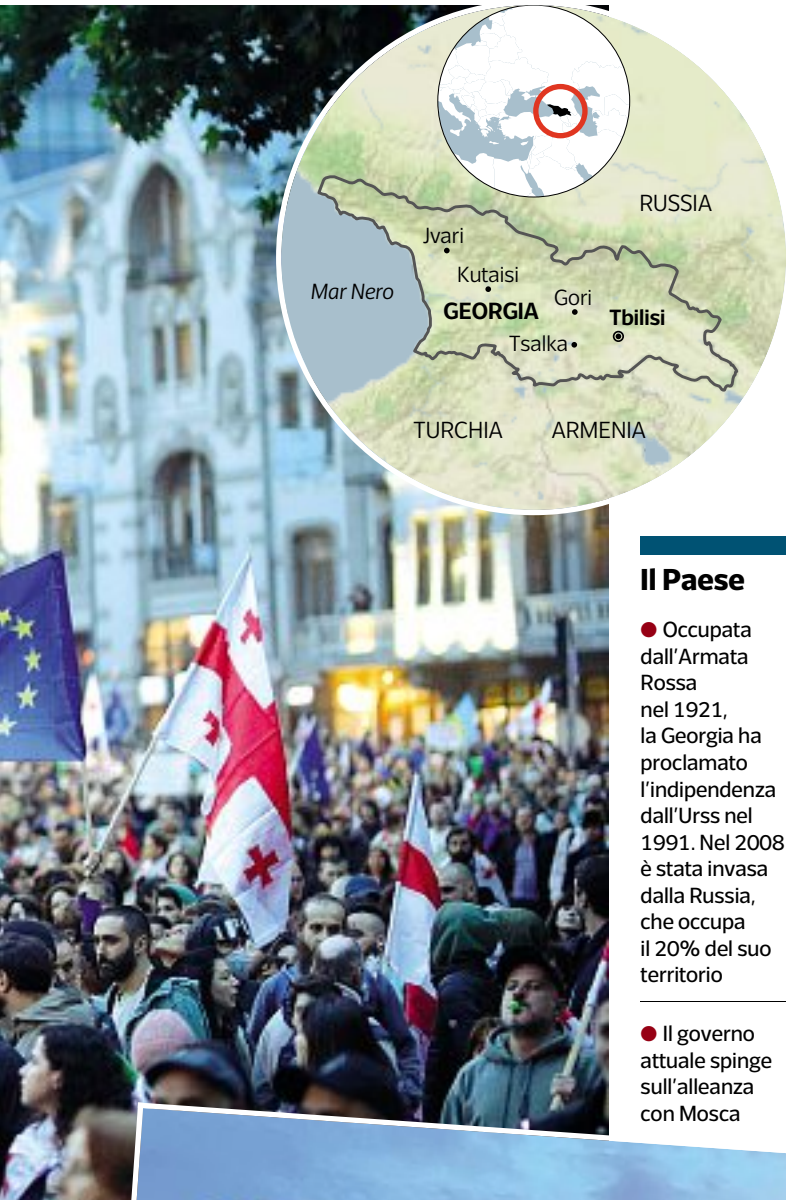 RUSSIA
Jvari
Kutaisi
Mar Nero
Gori
GEORGIA
Tbilisi
Tsalka
TURCHIA
ARMENIA
Il Paese
● Occupata
dall'Armata
Rossa
nel 1921,
la Georgia ha
proclamato
l'indipendenza
dall'Urss nel
1991. Nel 2008
è stata invasa
dalla Russia,
che occupa
il 20% del suo
territorio
● Il governo
attuale spinge
sull'alleanza
con Mosca